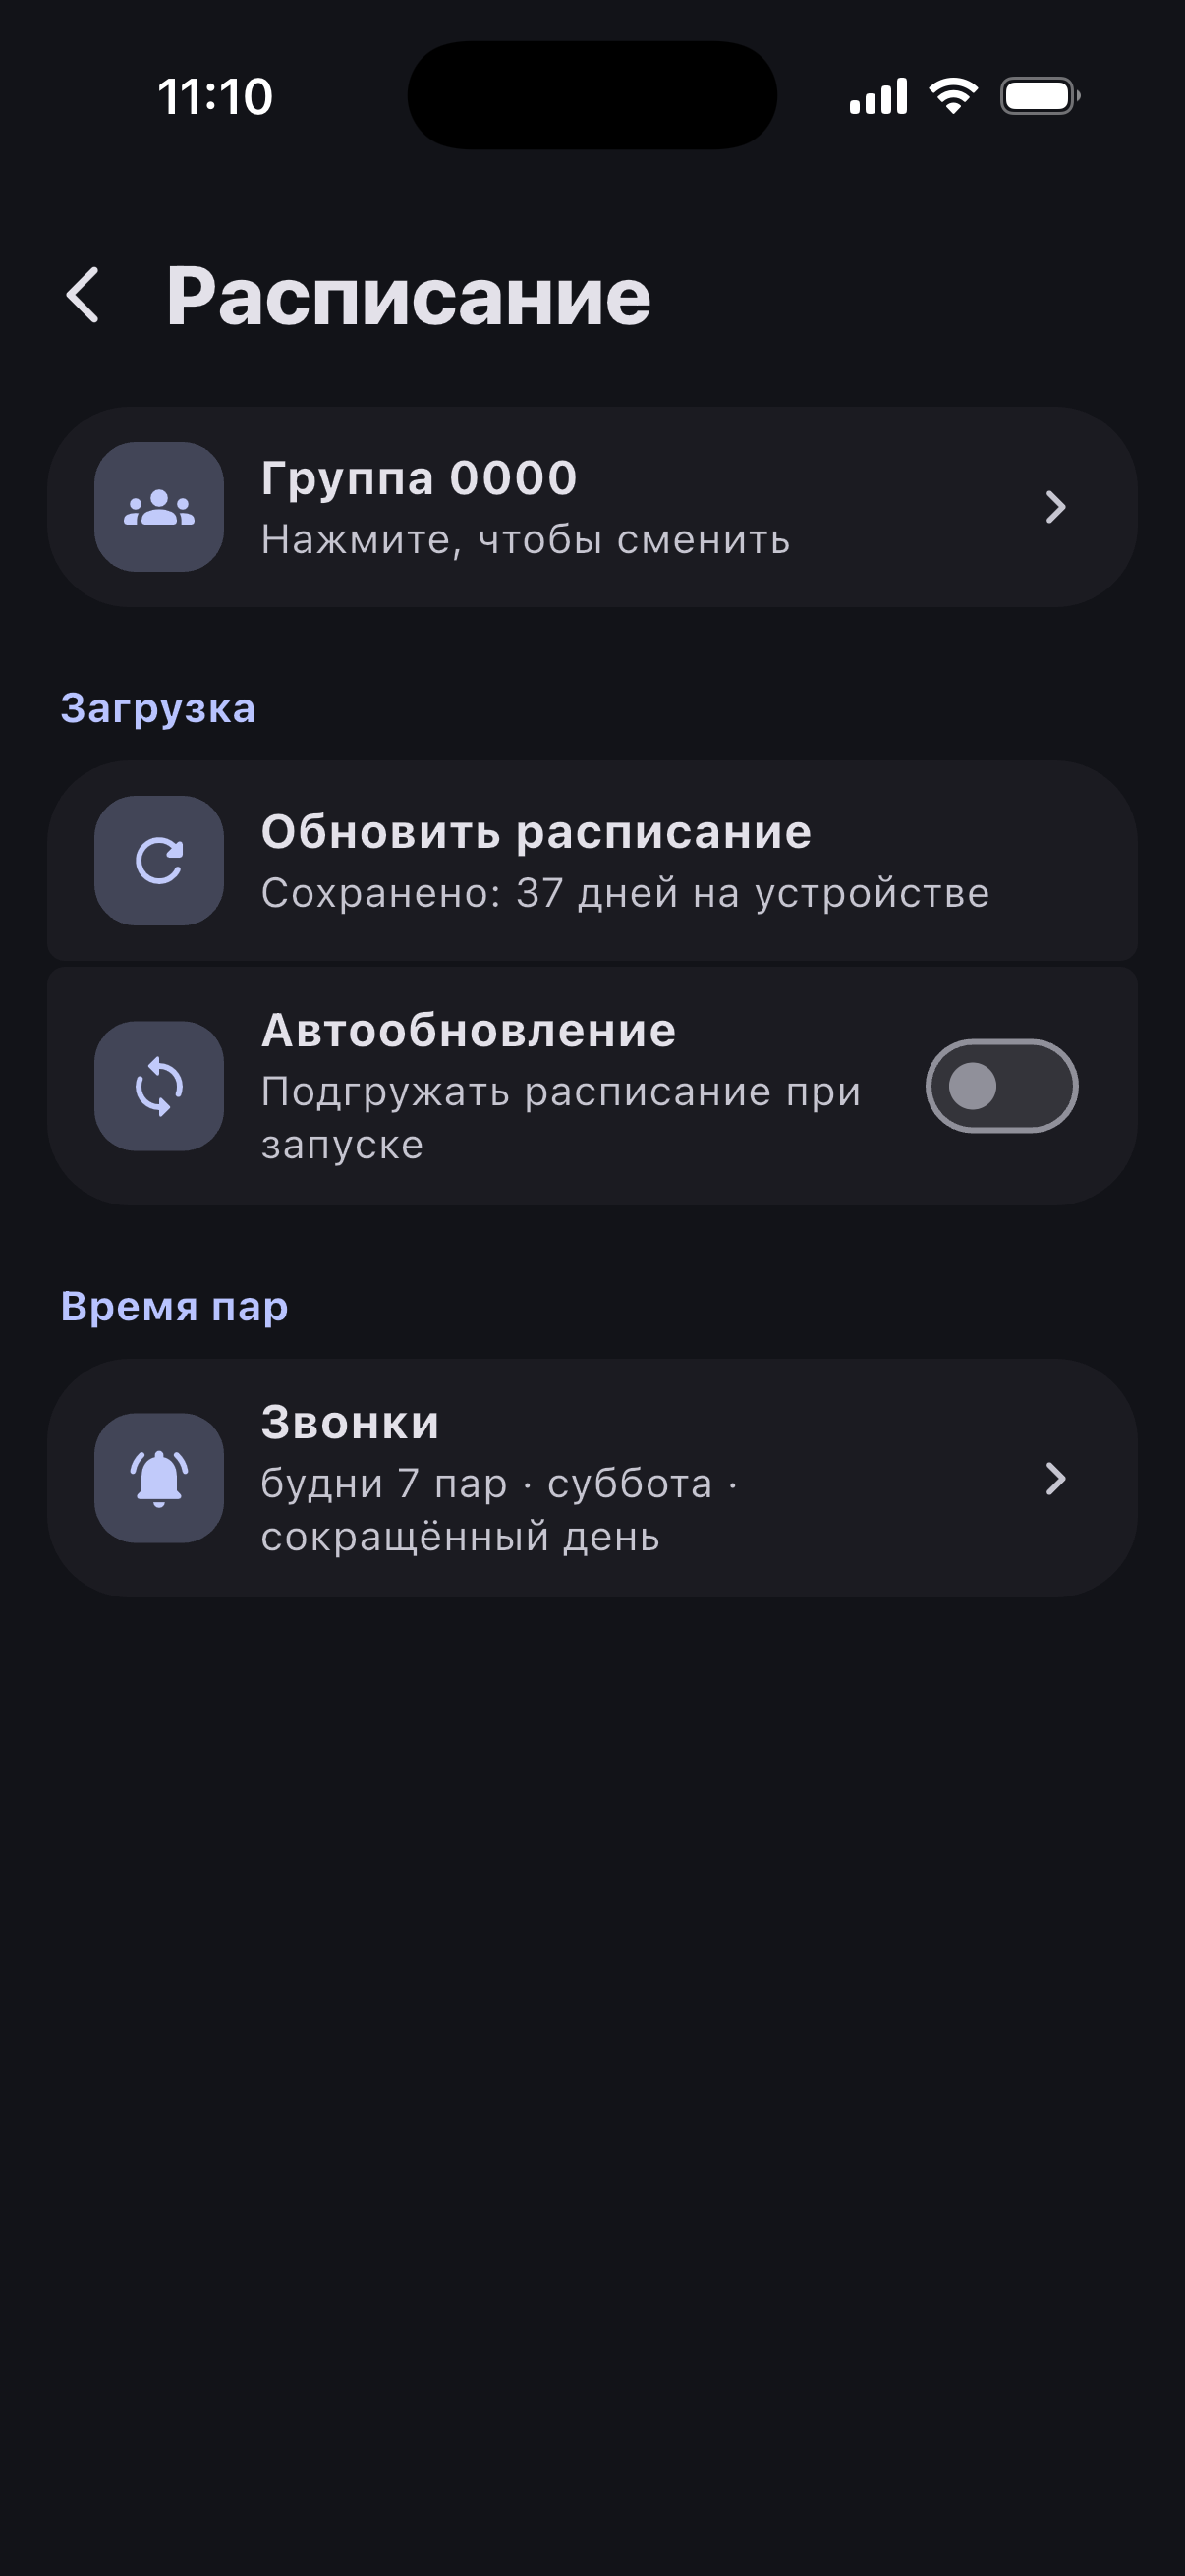 11:10
Расписание
Группа 0000
Нажмите, чтобы сменить
Загрузка
Обновить расписание
Сохранено: 37 дней на устройстве
Автообновление
Подгружать расписание при
запуске
Время пар
Звонки
будни 7 пар · суббота ·
сокращённый день